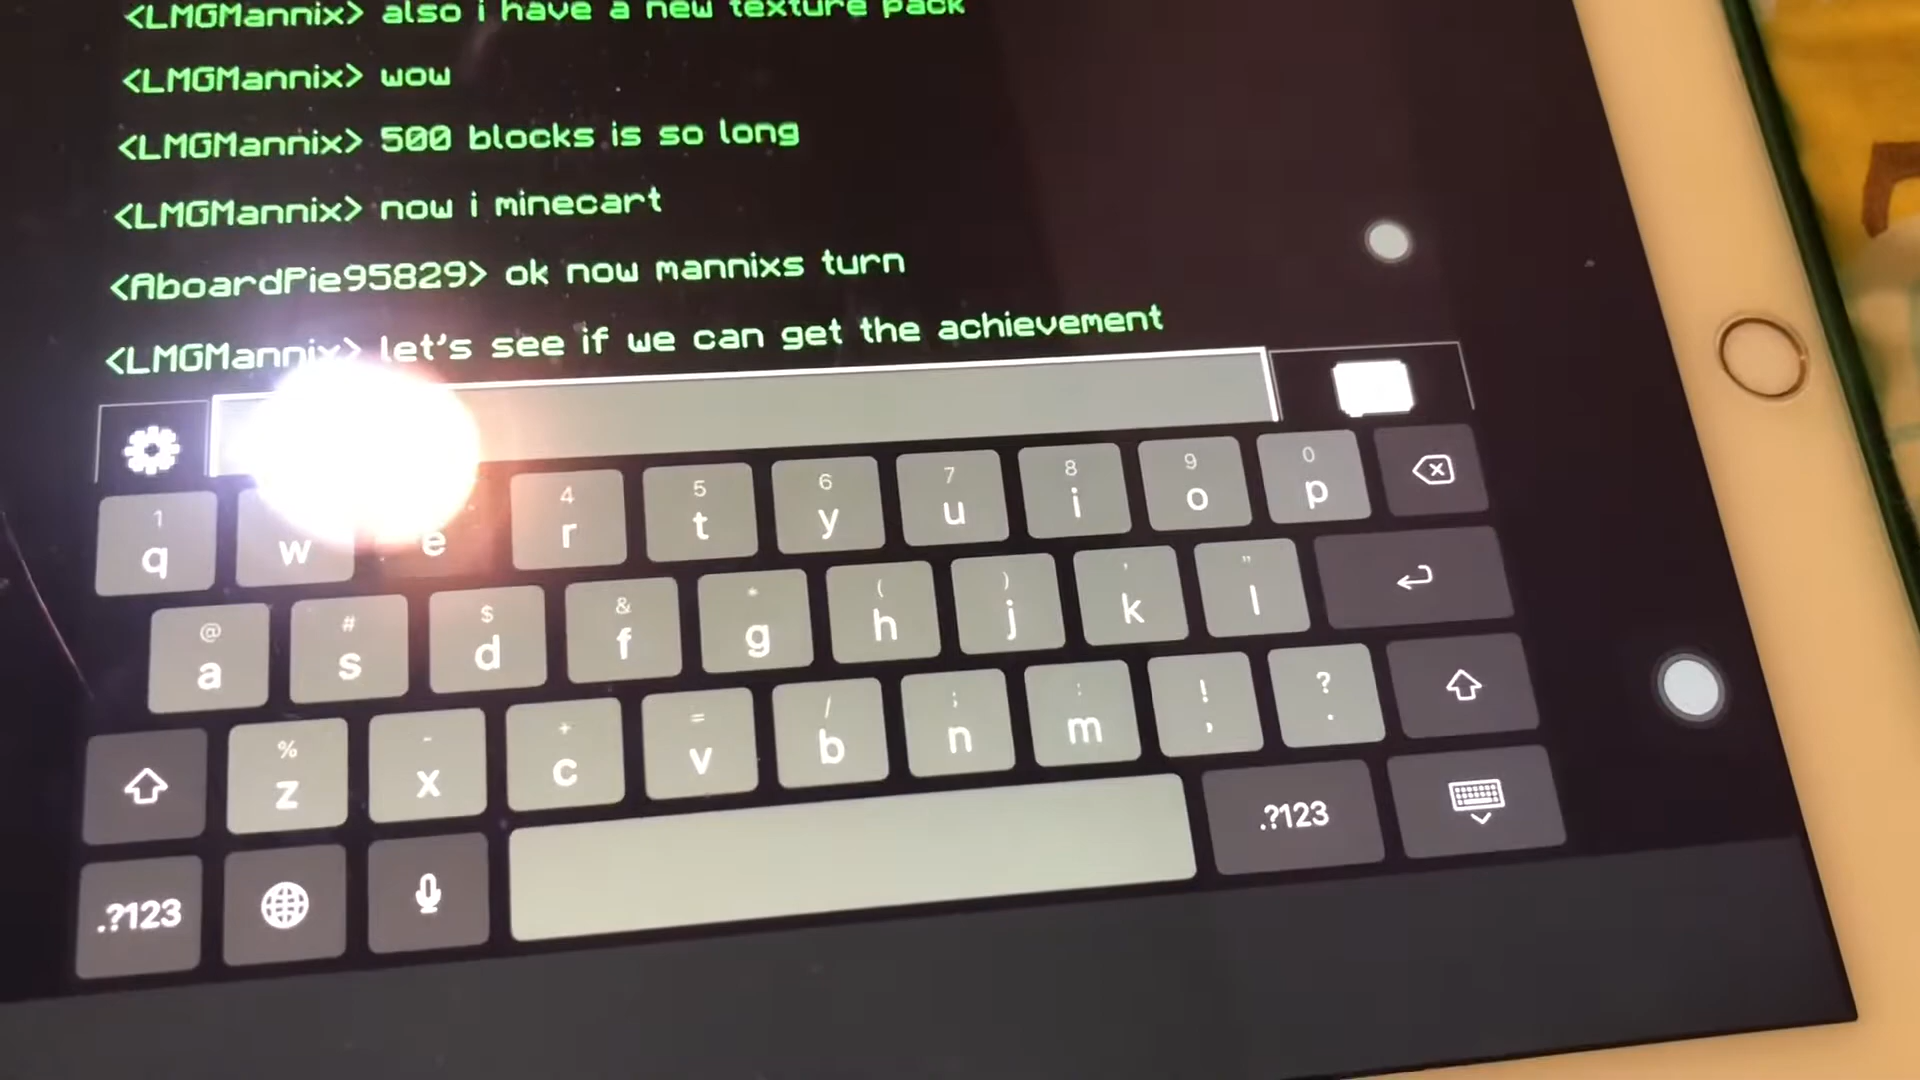 <LMGMannix> also i have a new texture pack
<LMGMannix> wow
<LMGMannix> 500 blocks is so long
<LMGMannix> now i minecart
<AboardPie95829> ok now mannixs turn
<LMGMannix> let's see if we can get the achievement
1 4 5 6 7 8 9 0
q w e r t y u i o p
@ # $ & * ( ) ' "
a s d f g h j k l
% - + = / ; : ! ?
z x c v b n m , .
.?123 .?123